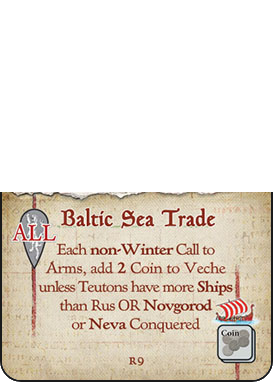 Baltic Sea Trade
ALL
Each non-Winter Call to
Arms, add 2 Coin to Veche
unless Teutons have more Ships
than Rus OR Novgorod
or Neva Conquered
Coin
R9